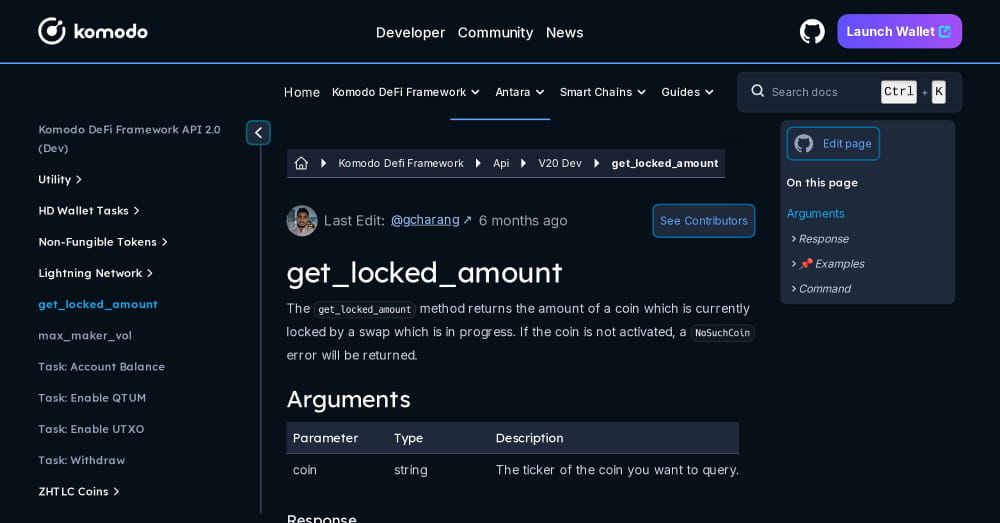 komodo
Developer Community News
Launch Wallet
Home Komodo DeFi Framework Antara Smart Chains Guides
Search docs Ctrl + K
Komodo DeFi Framework API 2.0
(Dev)
Utility
HD Wallet Tasks
Non-Fungible Tokens
Lightning Network
get_locked_amount
max_maker_vol
Task: Account Balance
Task: Enable QTUM
Task: Enable UTXO
Task: Withdraw
ZHTLC Coins
Komodo Defi Framework Api V20 Dev get_locked_amount
Last Edit: @gcharang ↗ 6 months ago
See Contributors
get_locked_amount
The get_locked_amount method returns the amount of a coin which is currently
locked by a swap which is in progress. If the coin is not activated, a NoSuchCoin
error will be returned.
Arguments
Parameter Type Description
coin string The ticker of the coin you want to query.
Response
Edit page
On this page
Arguments
Response
📌 Examples
Command